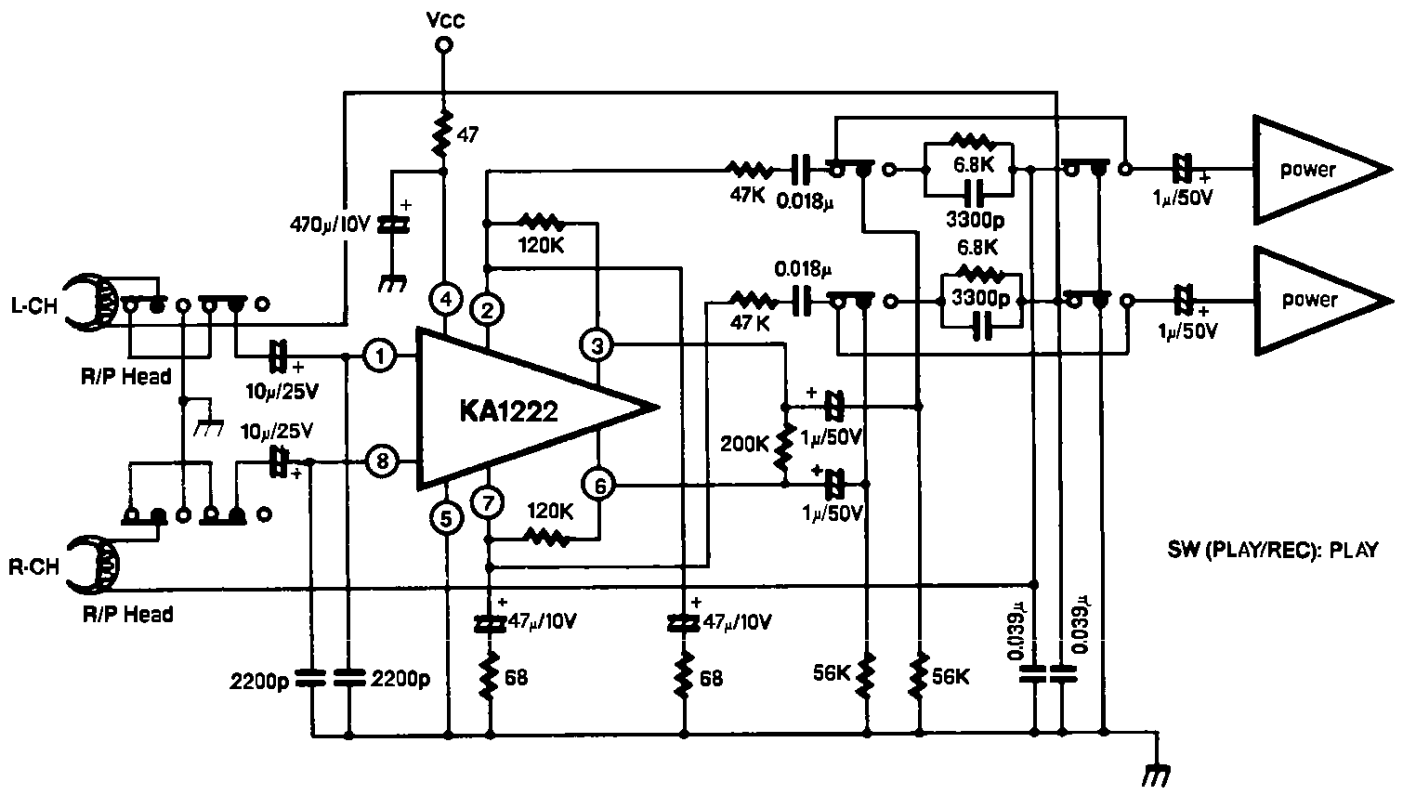 Vcc
47
470μ/10V
120K
47K
0.018μ
6.8K
3300p
1μ/50V
power
L-CH
R/P Head
10μ/25V
4
2
3
1
KA1222
0.018μ
47K
6.8K
3300p
1μ/50V
power
10μ/25V
8
7
5
6
120K
200K
1μ/50V
1μ/50V
R-CH
R/P Head
SW (PLAY/REC): PLAY
2200p
2200p
47μ/10V
68
47μ/10V
68
56K
56K
0.039μ
0.039μ
+
+
+
+
+
+
+
+
+